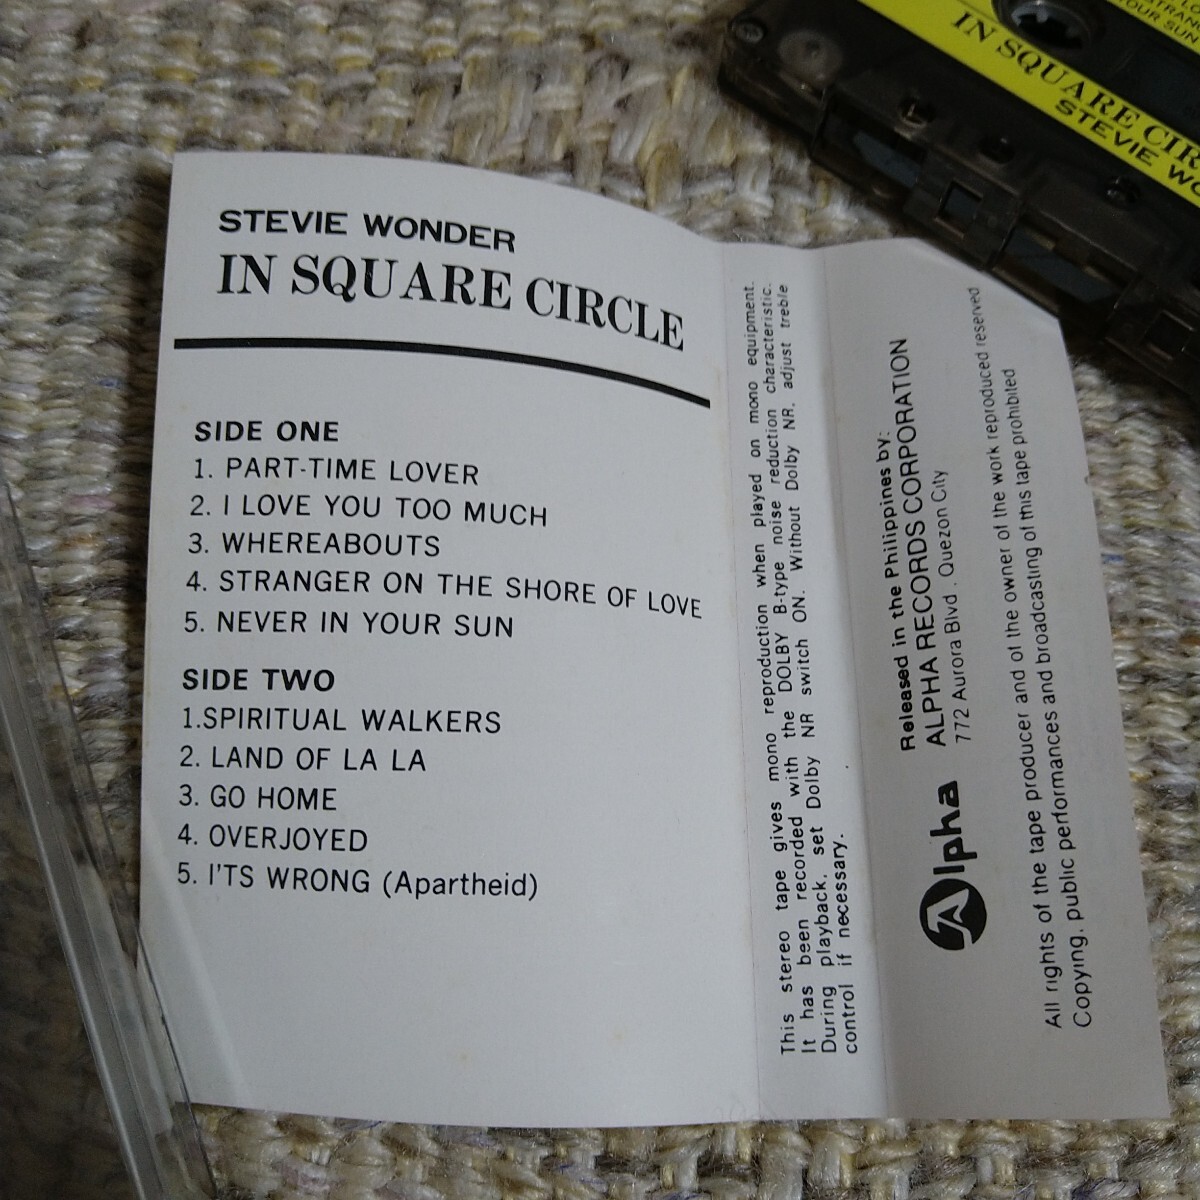 STEVIE WONDER
IN SQUARE CIRCLE
SIDE ONE
1. PART-TIME LOVER
2. I LOVE YOU TOO MUCH
3. WHEREABOUTS
4. STRANGER ON THE SHORE OF LOVE
5. NEVER IN YOUR SUN
SIDE TWO
1.SPIRITUAL WALKERS
2. LAND OF LA LA
3. GO HOME
4. OVERJOYED
5. I'TS WRONG (Apartheid)
This stereo tape gives mono reproduction when played on mono equipment.
It has been recorded with the DOLBY B-type noise reduction characteristic.
During playback, set Dolby NR switch ON. Without Dolby NR, adjust treble
control if necessary.
Alpha
Released in the Philippines by:
ALPHA RECORDS CORPORATION
772 Aurora Blvd. Quezon City
All rights of the tape producer and of the owner of the work reproduced reserved
Copying, public performances and broadcasting of this tape prohibited
YOUR SUN
IN SQUARE CIR
STEVIE WO